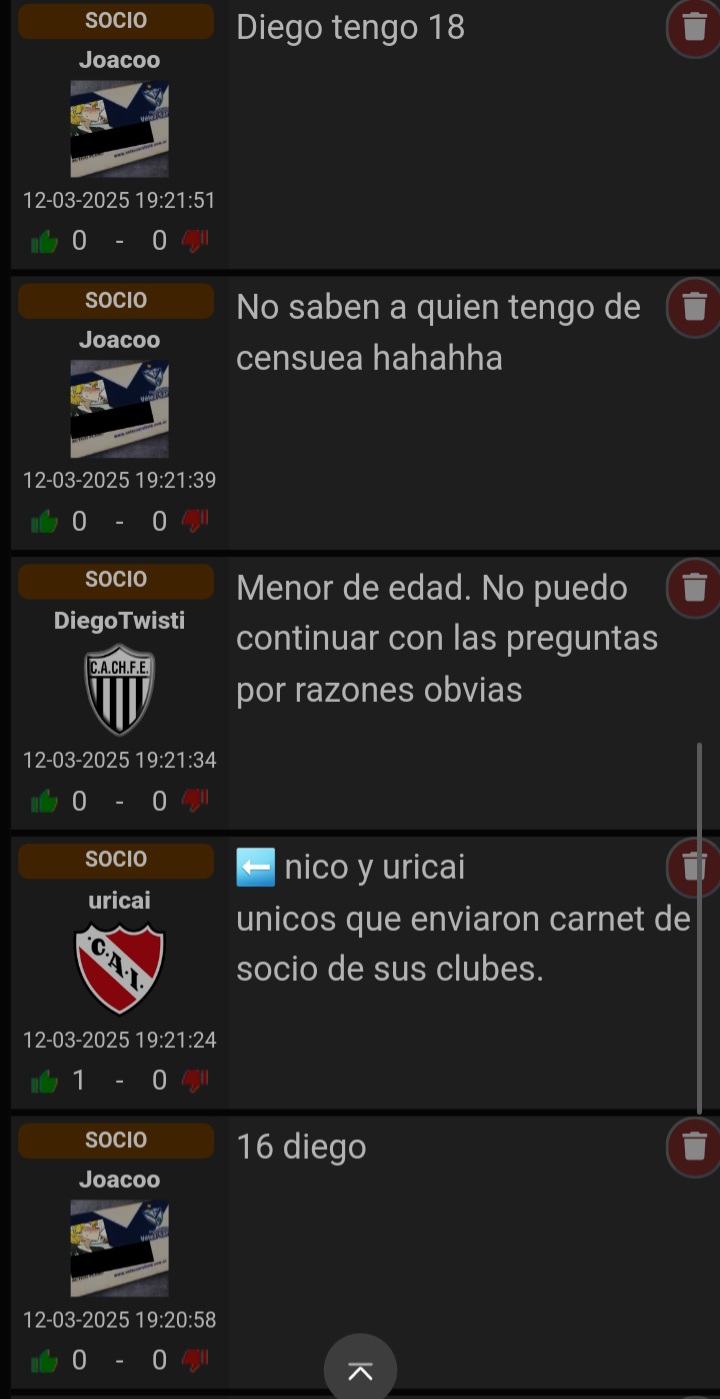 SOCIO
Joacoo
12-03-2025 19:21:51
0 - 0
Diego tengo 18
SOCIO
Joacoo
12-03-2025 19:21:39
0 - 0
No saben a quien tengo de
censuea hahahha
SOCIO
DiegoTwisti
C.A.CH.F.E.
12-03-2025 19:21:34
0 - 0
Menor de edad. No puedo
continuar con las preguntas
por razones obvias
SOCIO
uricai
C.A.I.
12-03-2025 19:21:24
1 - 0
nico y uricai
unicos que enviaron carnet de
socio de sus clubes.
SOCIO
Joacoo
12-03-2025 19:20:58
0 - 0
16 diego